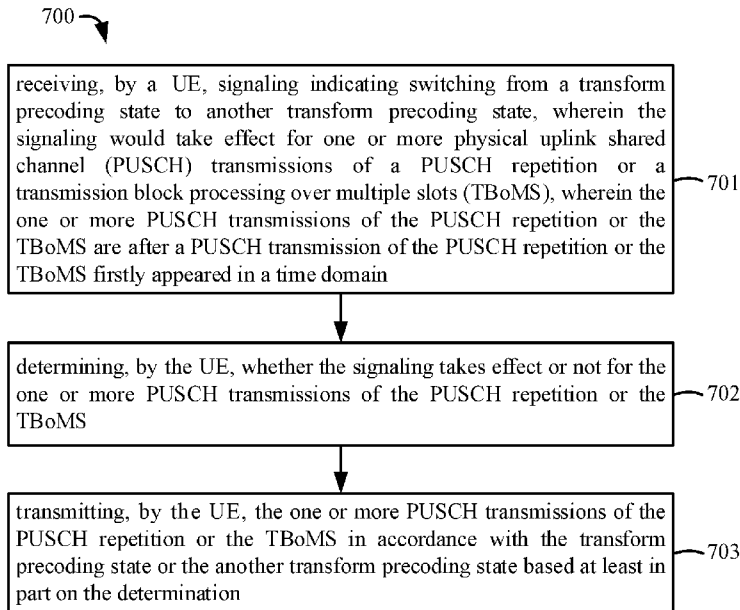 700
receiving, by a UE, signaling indicating switching from a transform
precoding state to another transform precoding state, wherein the
signaling would take effect for one or more physical uplink shared
channel (PUSCH) transmissions of a PUSCH repetition or a
transmission block processing over multiple slots (TBoMS), wherein the
one or more PUSCH transmissions of the PUSCH repetition or the
TBoMS are after a PUSCH transmission of the PUSCH repetition or the
TBoMS firstly appeared in a time domain
701
determining, by the UE, whether the signaling takes effect or not for the
one or more PUSCH transmissions of the PUSCH repetition or the
TBoMS
702
transmitting, by the UE, the one or more PUSCH transmissions of the
PUSCH repetition or the TBoMS in accordance with the transform
precoding state or the another transform precoding state based at least in
part on the determination
703